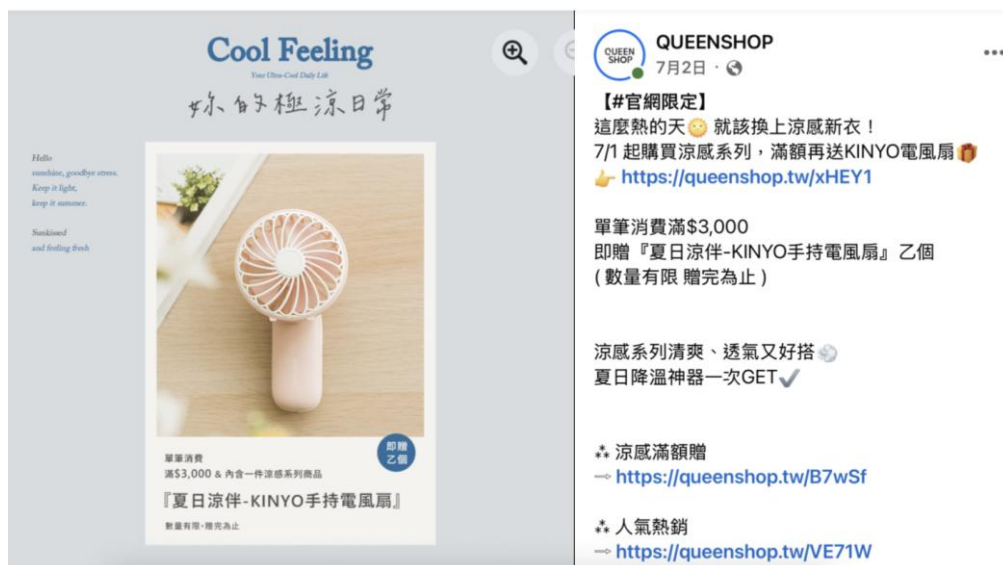 Cool Feeling
Your Ultra-Cool Daily Life
妳的極涼日常
Hello
sunshine, goodbye stress.
Keep it light,
keep it summer.
Sunkissed
and feeling fresh
即贈
乙個
單筆消費
滿$3,000 & 內含一件涼感系列商品
『夏日涼伴-KINYO手持電風扇』
數量有限•贈完為止
QUEEN
SHOP
QUEENSHOP
7月2日 ·
【#官網限定】
這麼熱的天🌞 就該換上涼感新衣！
7/1 起購買涼感系列，滿額再送KINYO電風扇🎁
👉 https://queenshop.tw/xHEY1
單筆消費滿$3,000
即贈『夏日涼伴-KINYO手持電風扇』乙個
( 數量有限 贈完為止 )
涼感系列清爽、透氣又好搭💨
夏日降溫神器一次GET✔
⁂ 涼感滿額贈
⇢ https://queenshop.tw/B7wSf
⁂ 人氣熱銷
⇢ https://queenshop.tw/VE71W